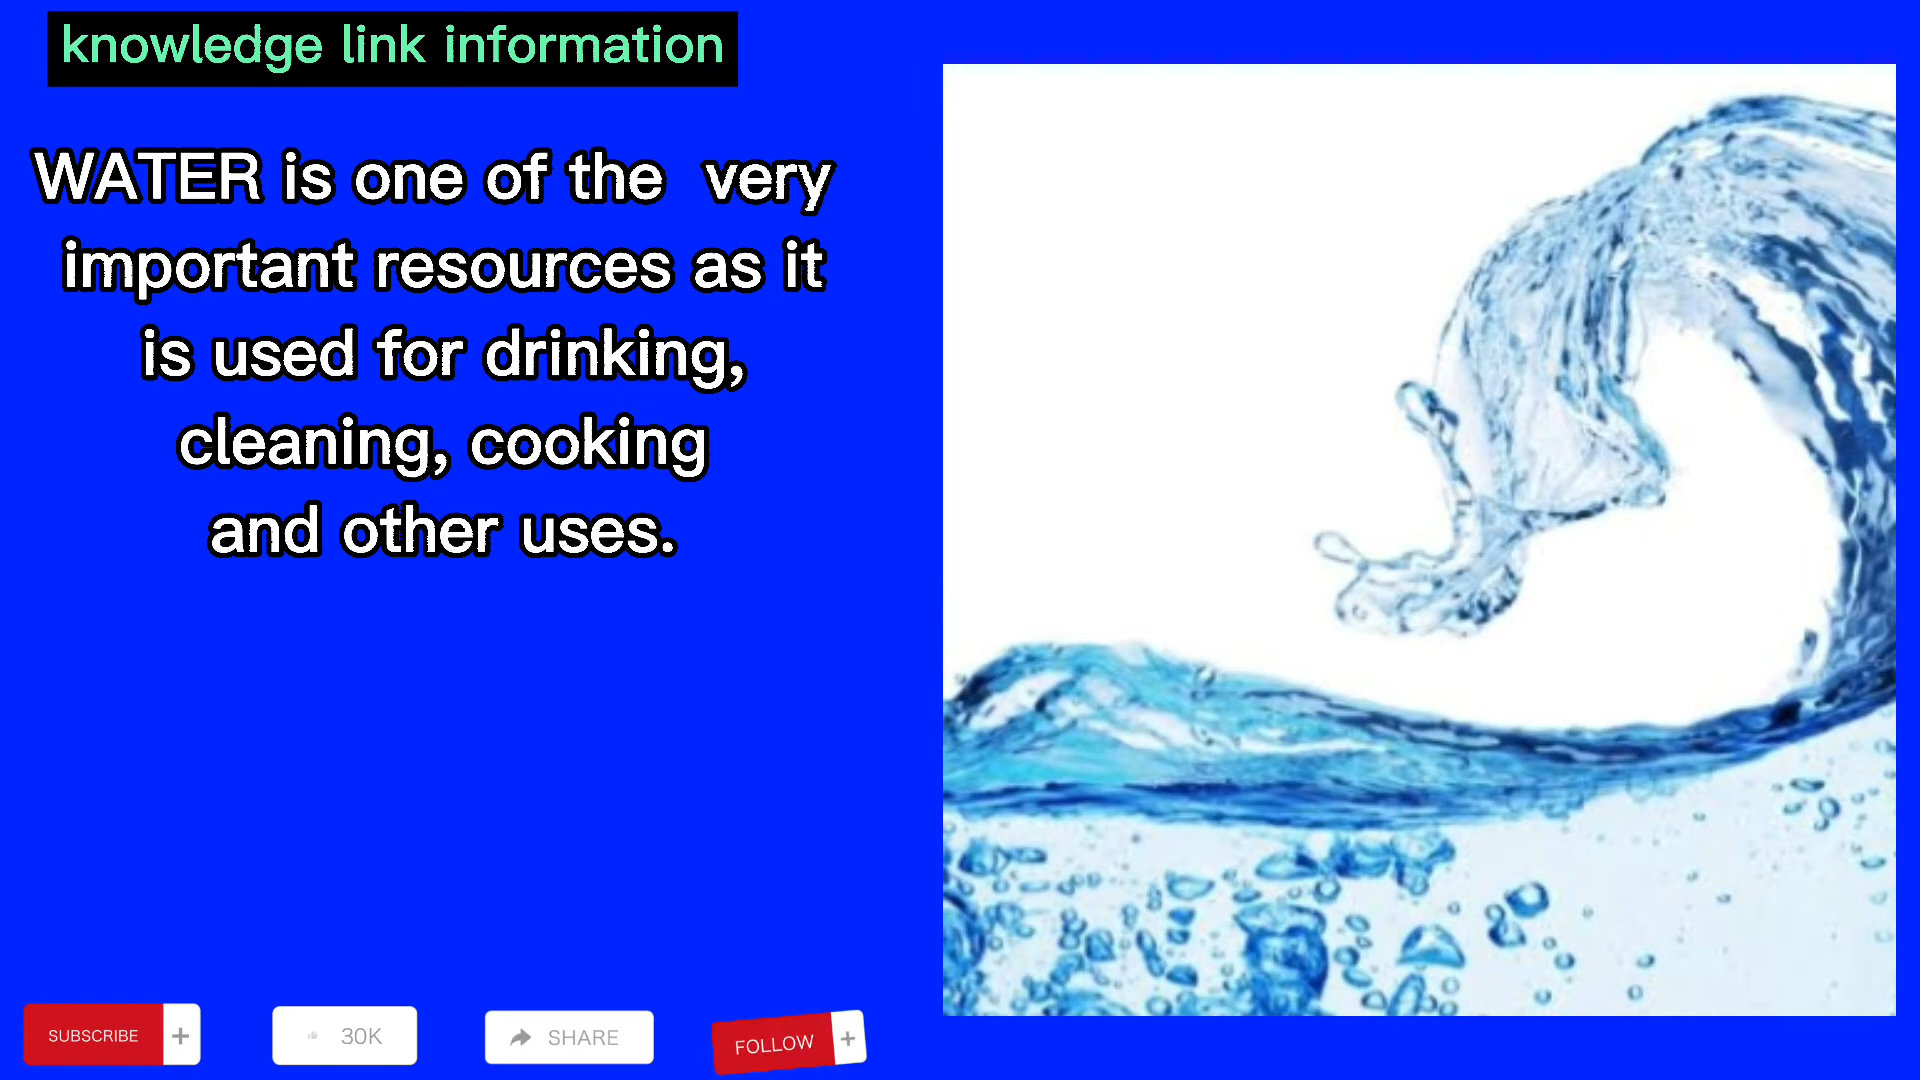 knowledge link information
WATER is one of the very
important resources as it
is used for drinking,
cleaning, cooking
and other uses.
SUBSCRIBE +
30K
SHARE
FOLLOW +